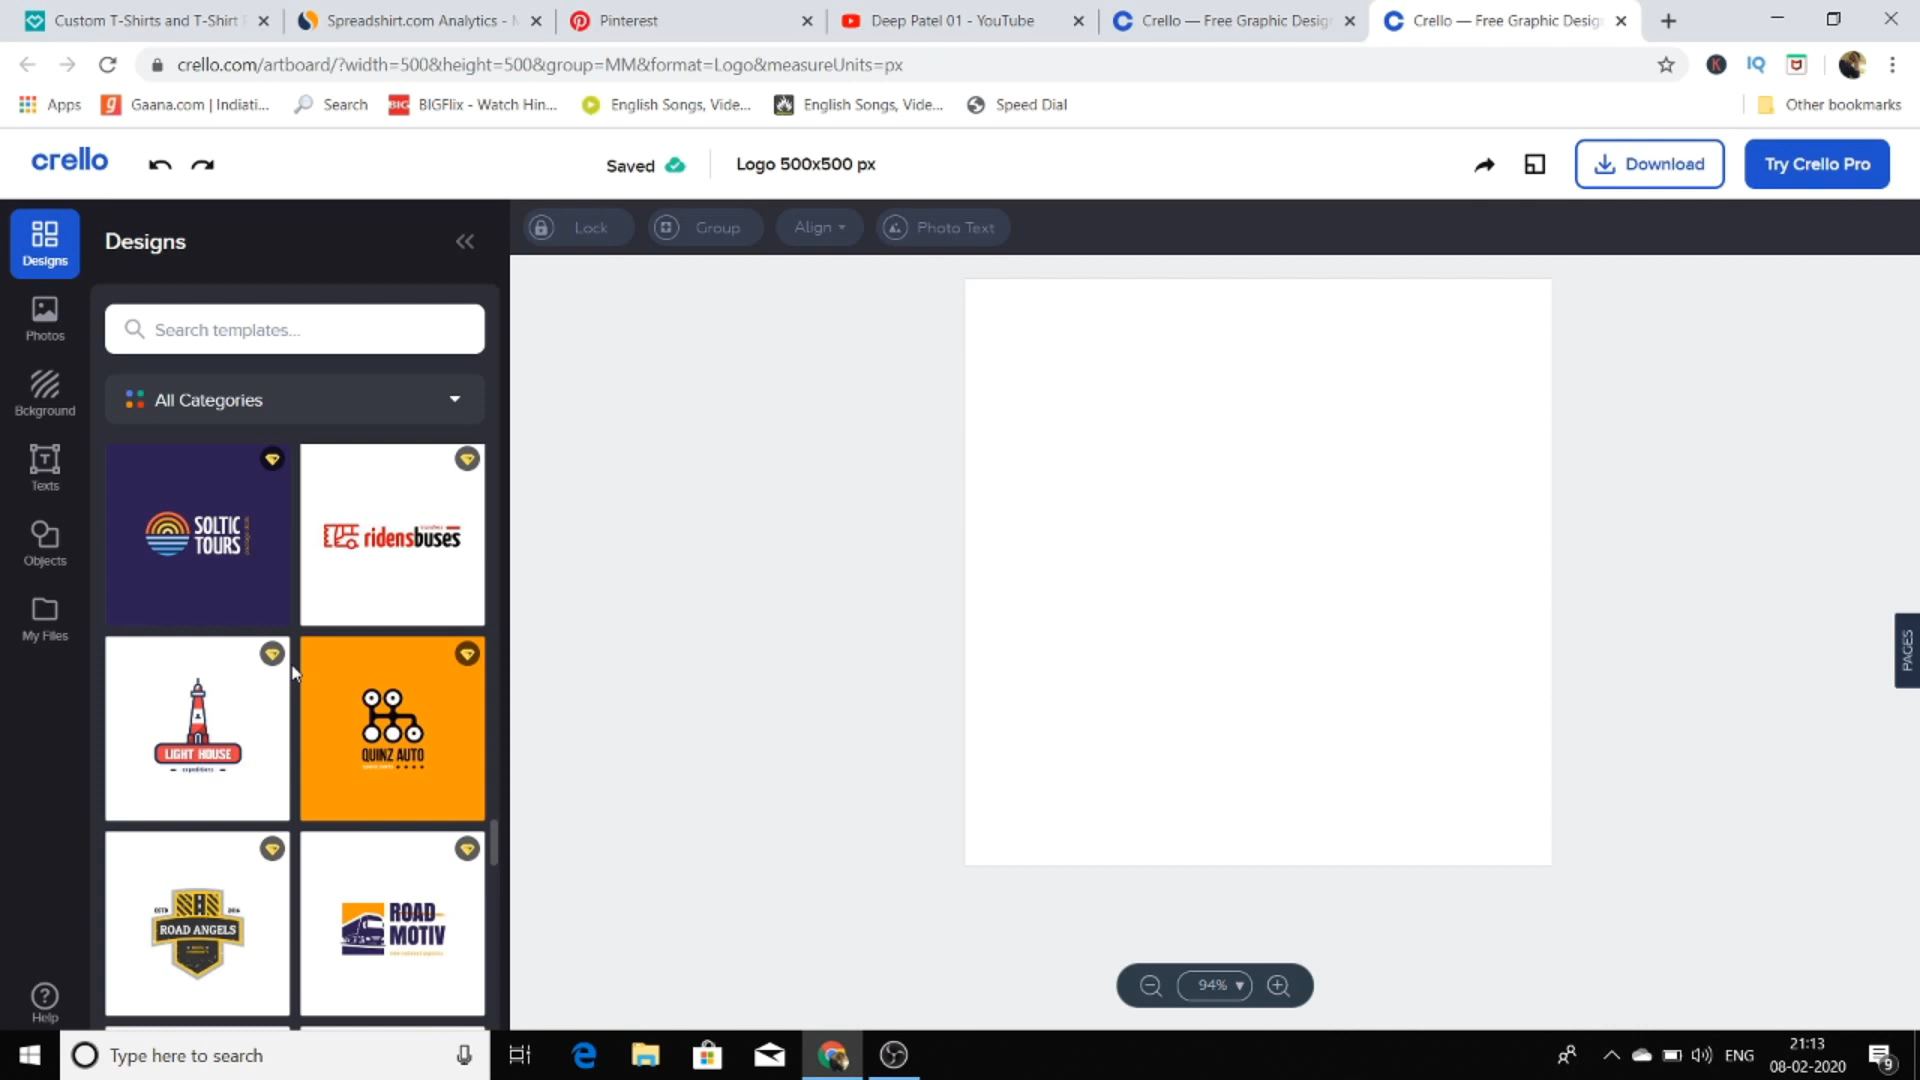 Custom T-Shirts and T-Shirt
Spreadshirt.com Analytics -
Pinterest
Deep Patel 01 - YouTube
Crello — Free Graphic Desig
Crello — Free Graphic Desig
crello.com/artboard/?width=500&height=500&group=MM&format=Logo&measureUnits=px
K
IQ
Apps
Gaana.com | Indiati...
Search
BIG
BIGFlix - Watch Hin...
English Songs, Vide...
English Songs, Vide...
Speed Dial
Other bookmarks
crello
Saved
Logo 500x500 px
Download
Try Crello Pro
Designs
Designs
Lock
Group
Align
Photo Text
Photos
Search templates...
Bckground
All Categories
Texts
SOLTIC
TOURS
ridensbuses
Objects
My Files
PAGES
LIGHT HOUSE
expeditions
QUINZ AUTO
ESTD
ROAD ANGELS
ROAD
MOTIV
Help
94%
Type here to search
ENG
21:13
08-02-2020
9